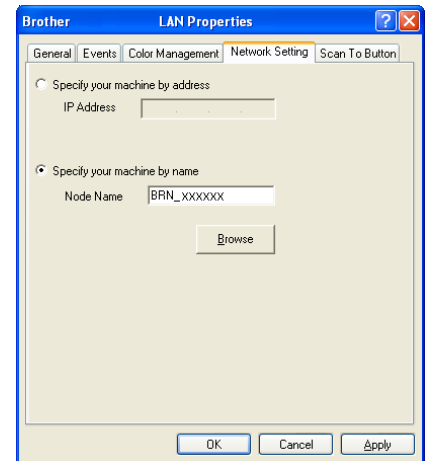 Brother LAN Properties
General Events Color Management Network Setting Scan To Button
Specify your machine by address
IP Address . . .
Specify your machine by name
Node Name BRN_xxxxxx
Browse
OK Cancel Apply